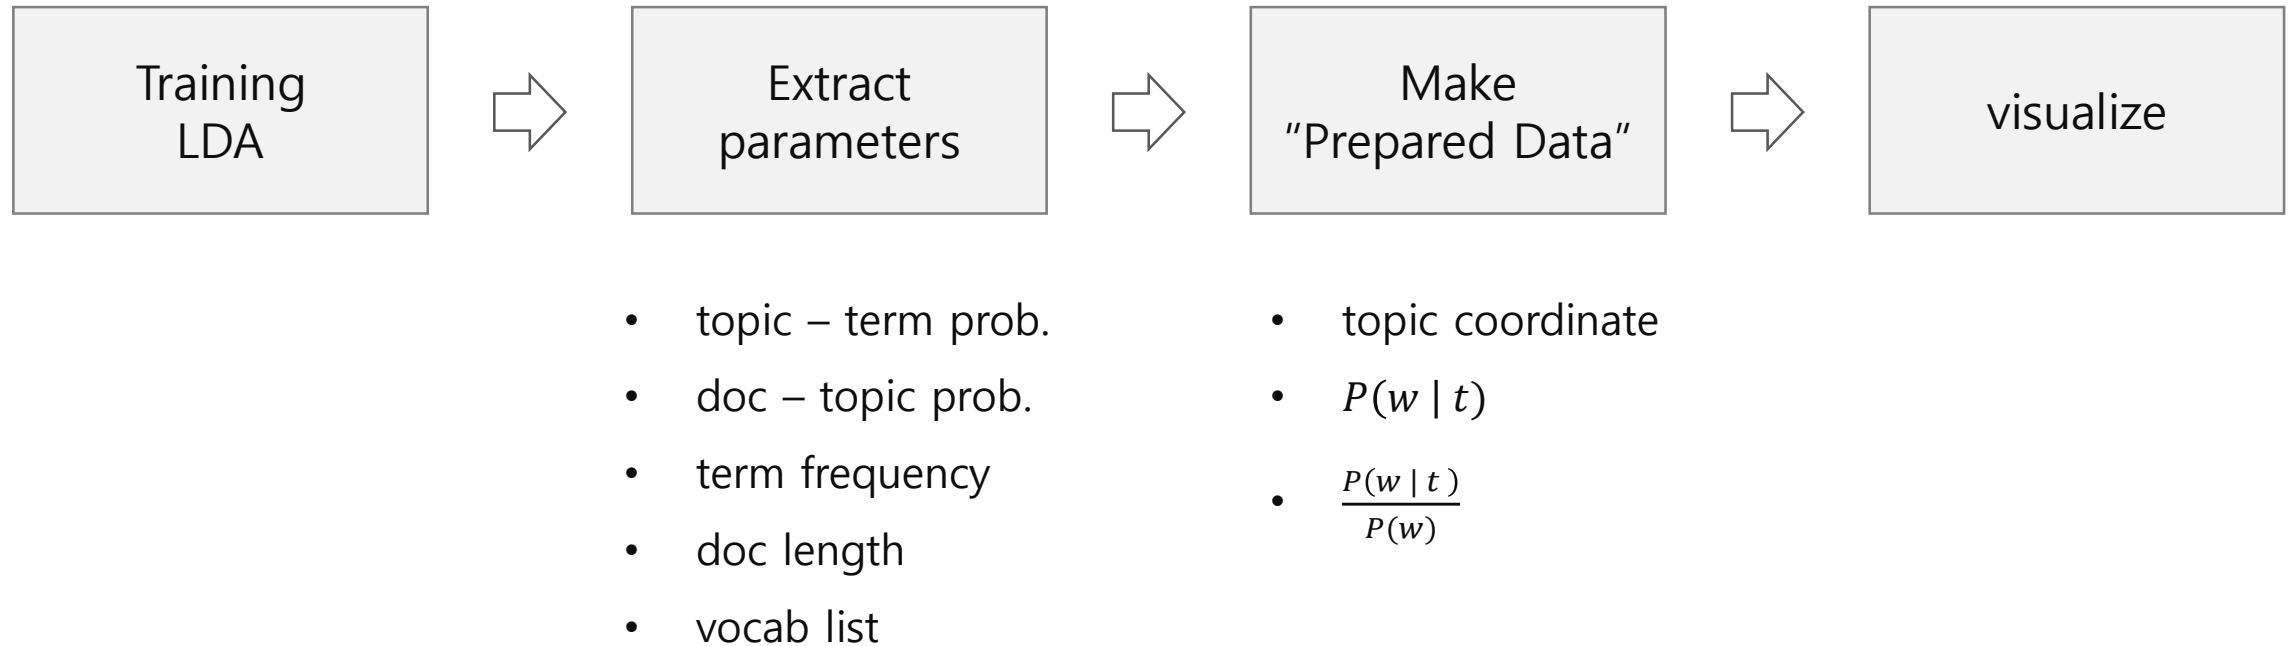 Training
LDA
Extract
parameters
Make
“Prepared Data”
visualize
• topic – term prob.
• doc – topic prob.
• term frequency
• doc length
• vocab list
• topic coordinate
• P(w | t)
• P(w | t )
P(w)